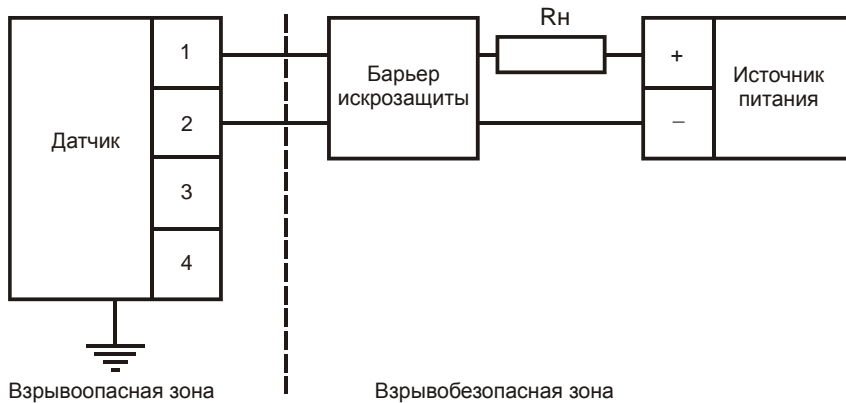 Rн
1
Барьер
искрозащиты
+
Источник
питания
Датчик
2
–
3
4
Взрывоопасная зона
Взрывобезопасная зона